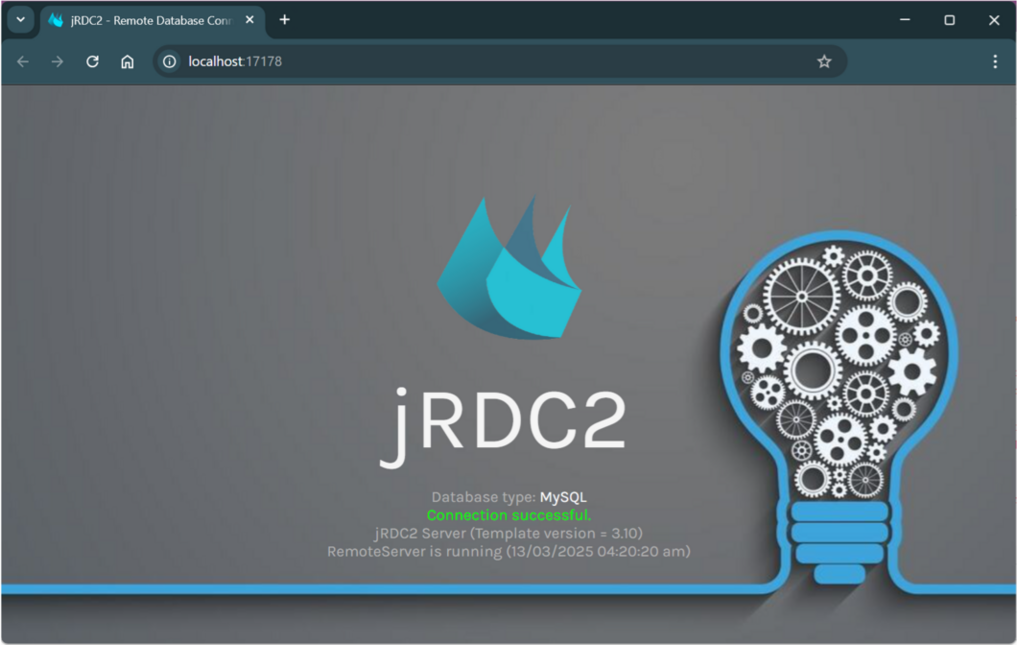 jRDC2 - Remote Database Conn
localhost:17178
jRDC2
Database type: MySQL
Connection successful.
jRDC2 Server (Template version = 3.10)
RemoteServer is running (13/03/2025 04:20:20 am)